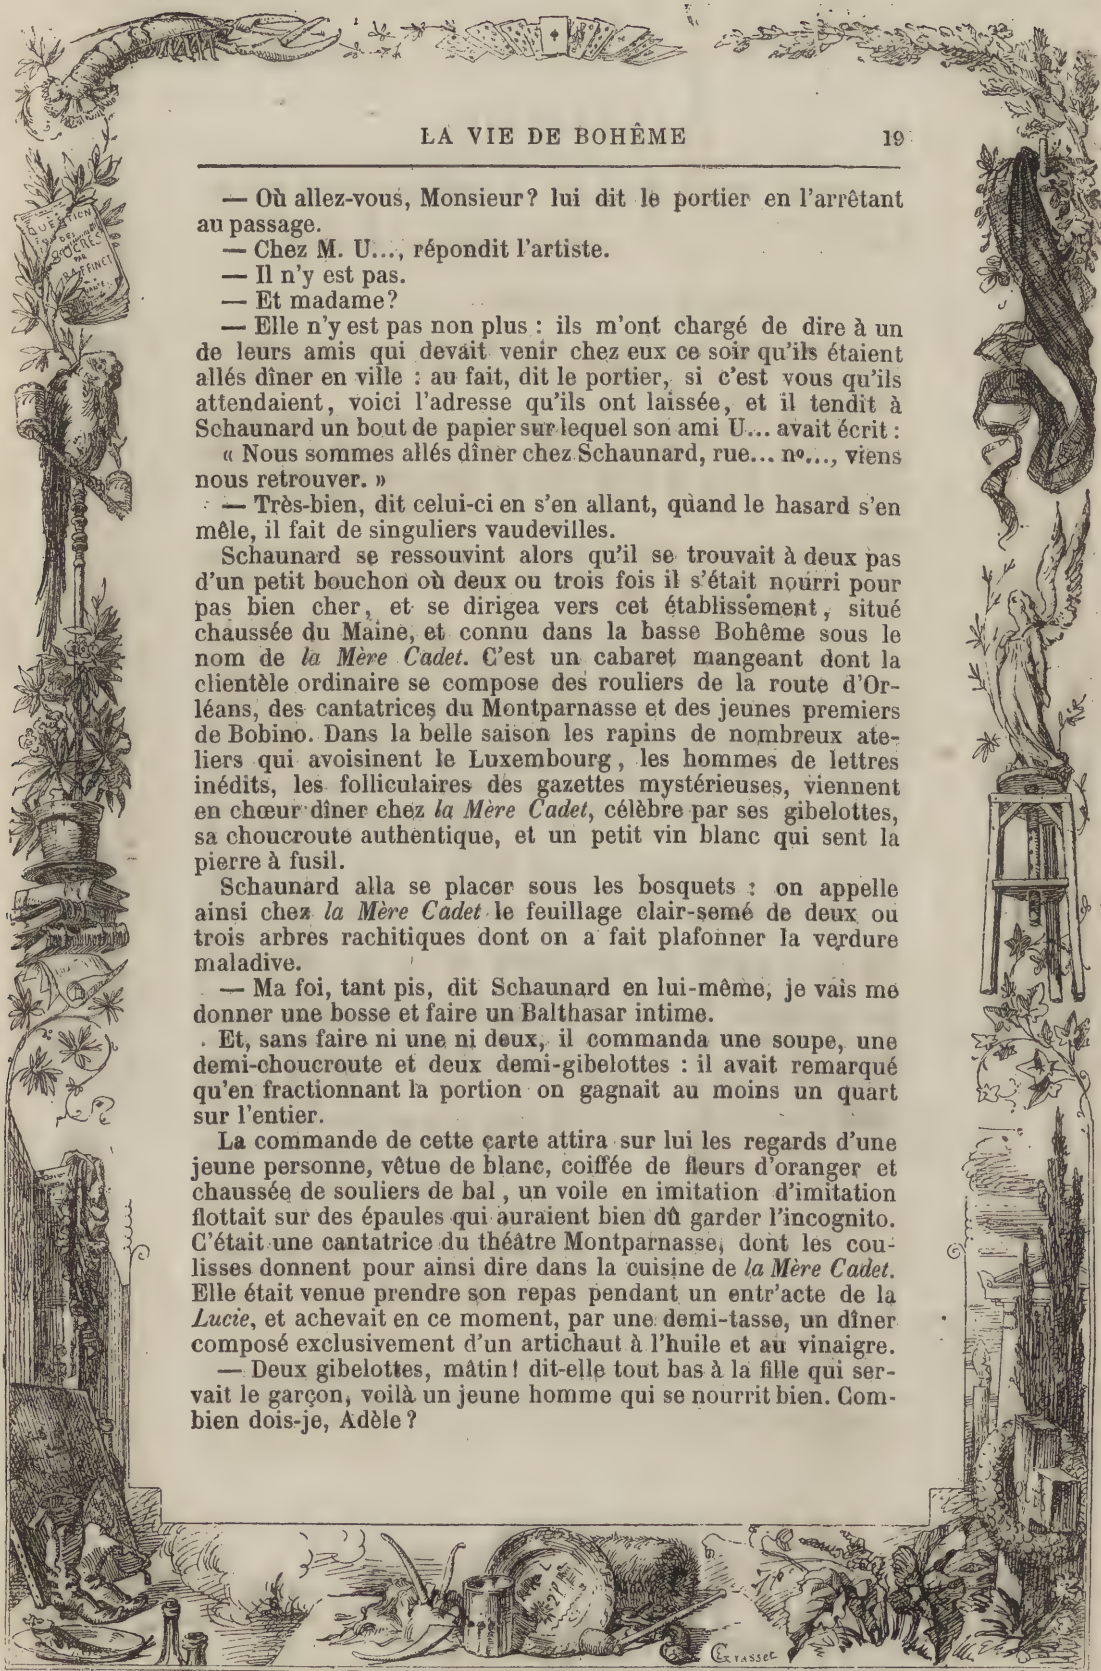 LA VIE DE BOHÊME 19
— Où allez-vous, Monsieur? lui dit le portier en l'arrêtant
au passage.
— Chez M. U..., répondit l'artiste.
— Il n'y est pas.
— Et madame?
— Elle n'y est pas non plus : ils m'ont chargé de dire à un
de leurs amis qui devait venir chez eux ce soir qu'ils étaient
allés dîner en ville : au fait, dit le portier, si c'est vous qu'ils
attendaient, voici l'adresse qu'ils ont laissée, et il tendit à
Schaunard un bout de papier sur lequel son ami U... avait écrit :
« Nous sommes allés dîner chez Schaunard, rue... nº..., viens
nous retrouver. »
— Très-bien, dit celui-ci en s'en allant, quand le hasard s'en
mêle, il fait de singuliers vaudevilles.
Schaunard se ressouvint alors qu'il se trouvait à deux pas
d'un petit bouchon où deux ou trois fois il s'était nourri pour
pas bien cher, et se dirigea vers cet établissement, situé
chaussée du Maine, et connu dans la basse Bohême sous le
nom de la Mère Cadet. C'est un cabaret mangeant dont la
clientèle ordinaire se compose des rouliers de la route d'Or-
léans, des cantatrices du Montparnasse et des jeunes premiers
de Bobino. Dans la belle saison les rapins de nombreux ate-
liers qui avoisinent le Luxembourg, les hommes de lettres
inédits, les folliculaires des gazettes mystérieuses, viennent
en chœur dîner chez la Mère Cadet, célèbre par ses gibelottes,
sa choucroute authentique, et un petit vin blanc qui sent la
pierre à fusil.
Schaunard alla se placer sous les bosquets : on appelle
ainsi chez la Mère Cadet le feuillage clair-semé de deux ou
trois arbres rachitiques dont on a fait plafonner la verdure
maladive.
— Ma foi, tant pis, dit Schaunard en lui-même, je vais me
donner une bosse et faire un Balthasar intime.
Et, sans faire ni une ni deux, il commanda une soupe, une
demi-choucroute et deux demi-gibelottes : il avait remarqué
qu'en fractionnant la portion on gagnait au moins un quart
sur l'entier.
La commande de cette carte attira sur lui les regards d'une
jeune personne, vêtue de blanc, coiffée de fleurs d'oranger et
chaussée de souliers de bal, un voile en imitation d'imitation
flottait sur des épaules qui auraient bien dû garder l'incognito.
C'était une cantatrice du théâtre Montparnasse, dont les cou-
lisses donnent pour ainsi dire dans la cuisine de la Mère Cadet.
Elle était venue prendre son repas pendant un entr'acte de la
Lucie, et achevait en ce moment, par une demi-tasse, un dîner
composé exclusivement d'un artichaut à l'huile et au vinaigre.
— Deux gibelottes, mâtin! dit-elle tout bas à la fille qui ser-
vait le garçon, voilà un jeune homme qui se nourrit bien. Com-
bien dois-je, Adèle?
QUESTION
DES
SUCRES
PAR
BAFFINET
Grasset